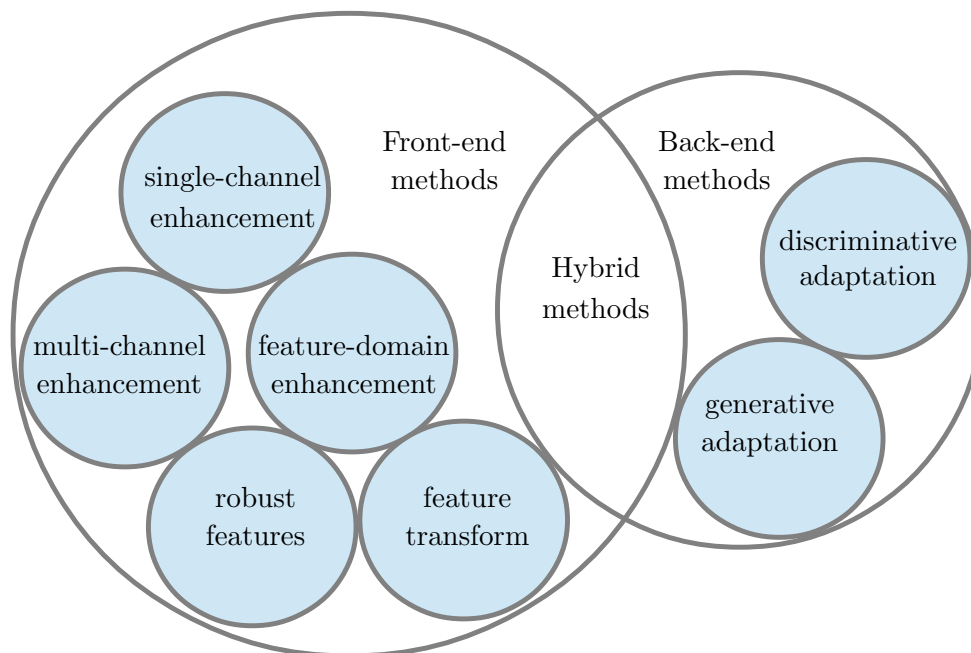 Front-end
methods
single-channel
enhancement
multi-channel
enhancement
feature-domain
enhancement
robust
features
feature
transform
Hybrid
methods
Back-end
methods
discriminative
adaptation
generative
adaptation